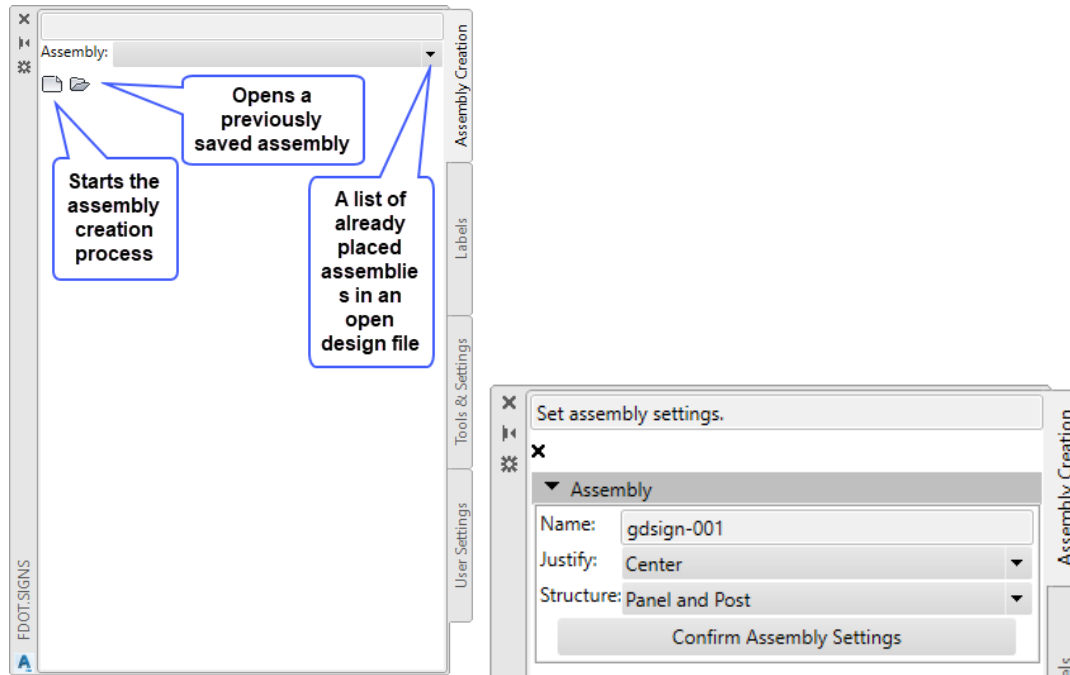 Assembly:
Opens a
previously
saved assembly
Starts the
assembly
creation
process
A list of
already
placed
assemblie
s in an
open
design file
Assembly Creation
Labels
Tools & Settings
User Settings
FDOT.SIGNS
Set assembly settings.
Assembly
Name:
gdsign-001
Justify:
Center
Structure:
Panel and Post
Confirm Assembly Settings
Assembly Creation
els